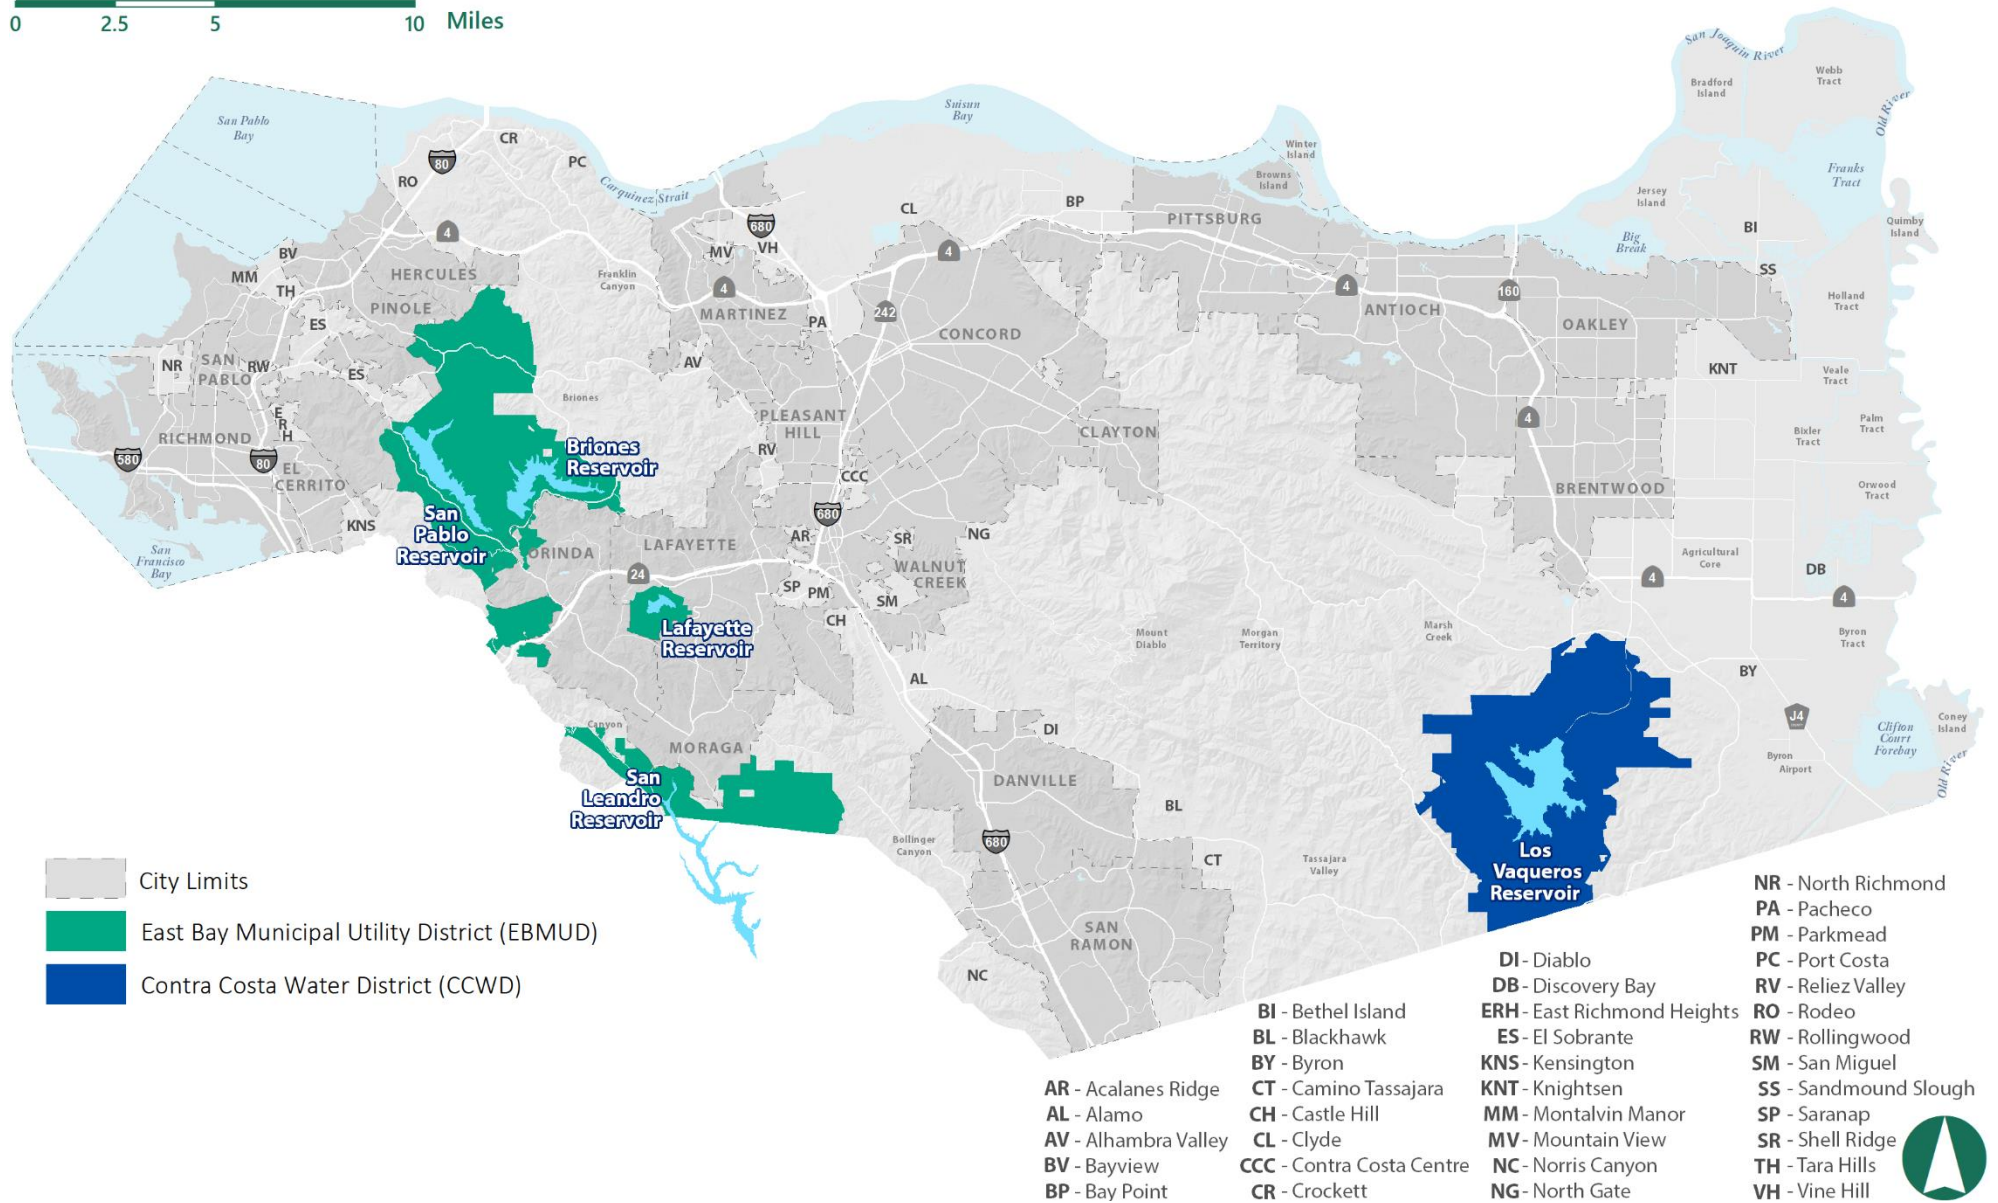 0 2.5 5 10 Miles
San Joaquin River
Webb
Tract
Bradford
Island
Old River
San Pablo
Bay
Suisun
Bay
CR
80
PC
Winter
Island
Browns
Island
Franks
Tract
RO
Carquinez Strait
Jersey
Island
CL
BP
PITTSBURG
680
4
MV
VH
4
BI
Quimby
Island
Big
Break
BV
MM
TH
HERCULES
Franklin
Canyon
SS
PINOLE
4
MARTINEZ
4
160
Holland
Tract
ES
PA
242
CONCORD
ANTIOCH
OAKLEY
NR
SAN
PABLO
RW
ES
AV
KNT
Veale
Tract
Briones
E
R
H
PLEASANT
HILL
CLAYTON
4
Palm
Tract
Bixler
Tract
RICHMOND
580
80
EL
CERRITO
Briones
Reservoir
RV
CCC
BRENTWOOD
Orwood
Tract
KNS
San
Pablo
Reservoir
680
ORINDA
LAFAYETTE
AR
SR
NG
San
Francisco
Bay
24
WALNUT
CREEK
Agricultural
Core
DB
4
4
SP
PM
SM
CH
Lafayette
Reservoir
Mount
Diablo
Morgan
Territory
Marsh
Creek
Byron
Tract
AL
BY
Canyon
MORAGA
DI
J4
Clifton
Court
Forebay
Coney
Island
Old River
San
Leandro
Reservoir
DANVILLE
BL
Byron
Airport
680
Bollinger
Canyon
CT
Tassajara
Valley
Los
Vaqueros
Reservoir
SAN
RAMON
NC
City Limits
East Bay Municipal Utility District (EBMUD)
Contra Costa Water District (CCWD)
AR - Acalanes Ridge
AL - Alamo
AV - Alhambra Valley
BV - Bayview
BP - Bay Point
BI - Bethel Island
BL - Blackhawk
BY - Byron
CT - Camino Tassajara
CH - Castle Hill
CL - Clyde
CCC - Contra Costa Centre
CR - Crockett
DI - Diablo
DB - Discovery Bay
ERH - East Richmond Heights
ES - El Sobrante
KNS - Kensington
KNT - Knightsen
MM - Montalvin Manor
MV - Mountain View
NC - Norris Canyon
NG - North Gate
NR - North Richmond
PA - Pacheco
PM - Parkmead
PC - Port Costa
RV - Reliez Valley
RO - Rodeo
RW - Rollingwood
SM - San Miguel
SS - Sandmound Slough
SP - Saranap
SR - Shell Ridge
TH - Tara Hills
VH - Vine Hill